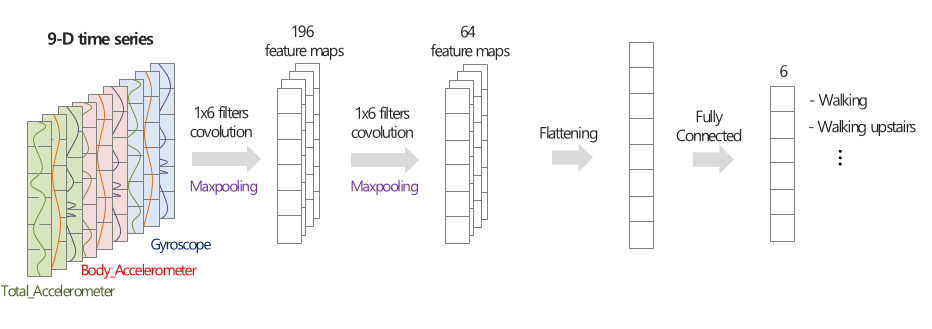 9-D time series
Total_Accelerometer
Body_Accelerometer
Gyroscope
1x6 filters
covolution
Maxpooling
196
feature maps
1x6 filters
covolution
Maxpooling
64
feature maps
Flattening
Fully
Connected
6
- Walking
- Walking upstairs
⋮